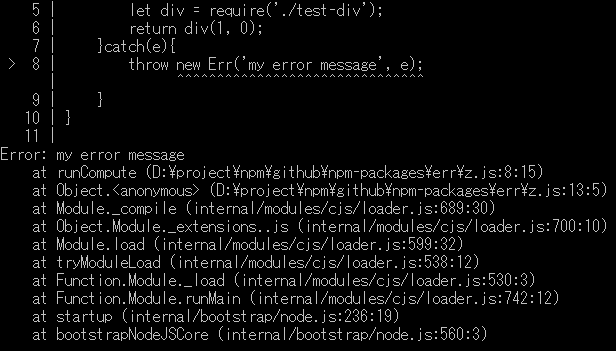 5 |         let div = require('./test-div');
    6 |         return div(1, 0);
    7 |     }catch(e){
 >  8 |         throw new Err('my error message', e);
      |               ^^^^^^^^^^^^^^^^^^^^^^^^^^^^^^
    9 |     }
   10 | }
   11 |
Error: my error message
    at runCompute (D:¥project¥npm¥github¥npm-packages¥err¥z.js:8:15)
    at Object.<anonymous> (D:¥project¥npm¥github¥npm-packages¥err¥z.js:13:5)
    at Module._compile (internal/modules/cjs/loader.js:689:30)
    at Object.Module._extensions..js (internal/modules/cjs/loader.js:700:10)
    at Module.load (internal/modules/cjs/loader.js:599:32)
    at tryModuleLoad (internal/modules/cjs/loader.js:538:12)
    at Function.Module._load (internal/modules/cjs/loader.js:530:3)
    at Function.Module.runMain (internal/modules/cjs/loader.js:742:12)
    at startup (internal/bootstrap/node.js:236:19)
    at bootstrapNodeJSCore (internal/bootstrap/node.js:560:3)